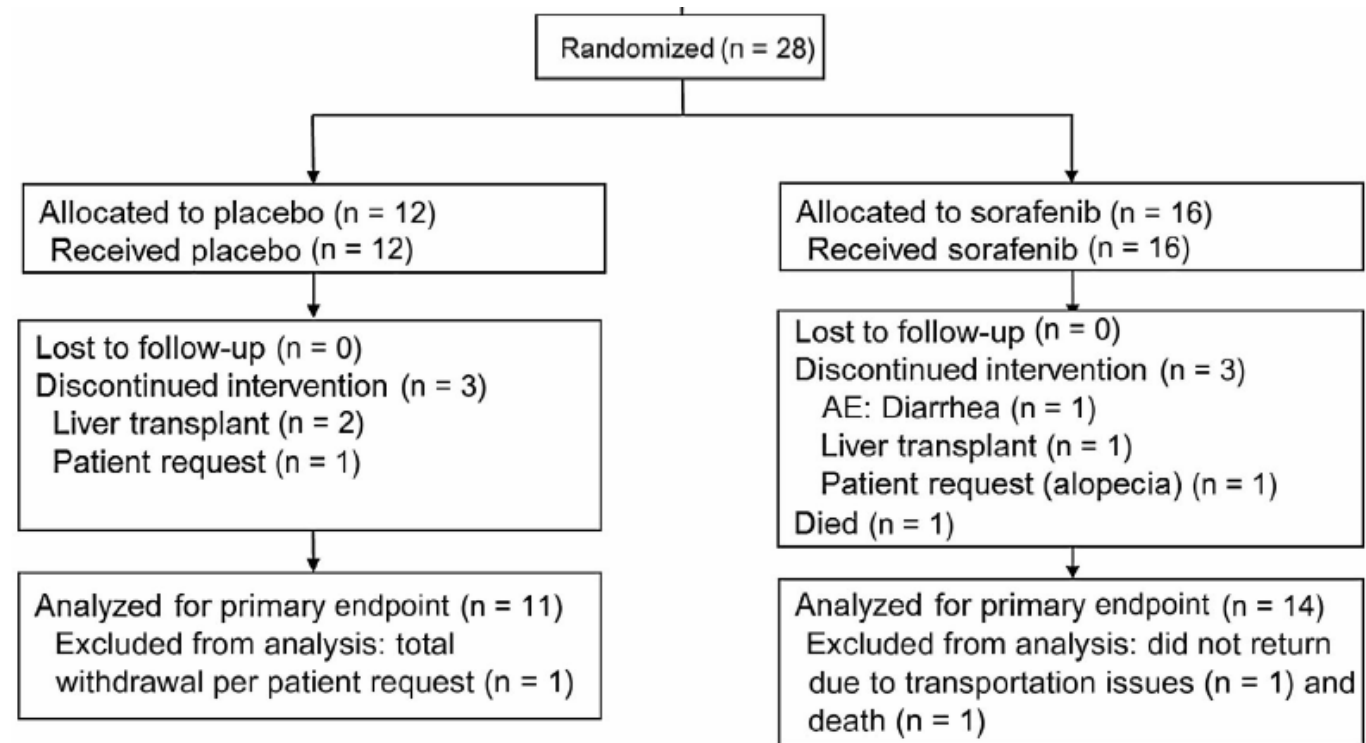 Randomized (n = 28)
Allocated to placebo (n = 12)
Received placebo (n = 12)
Allocated to sorafenib (n = 16)
Received sorafenib (n = 16)
Lost to follow-up (n = 0)
Discontinued intervention (n = 3)
Liver transplant (n = 2)
Patient request (n = 1)
Lost to follow-up (n = 0)
Discontinued intervention (n = 3)
AE: Diarrhea (n = 1)
Liver transplant (n = 1)
Patient request (alopecia) (n = 1)
Died (n = 1)
Analyzed for primary endpoint (n = 11)
Excluded from analysis: total
withdrawal per patient request (n = 1)
Analyzed for primary endpoint (n = 14)
Excluded from analysis: did not return
due to transportation issues (n = 1) and
death (n = 1)